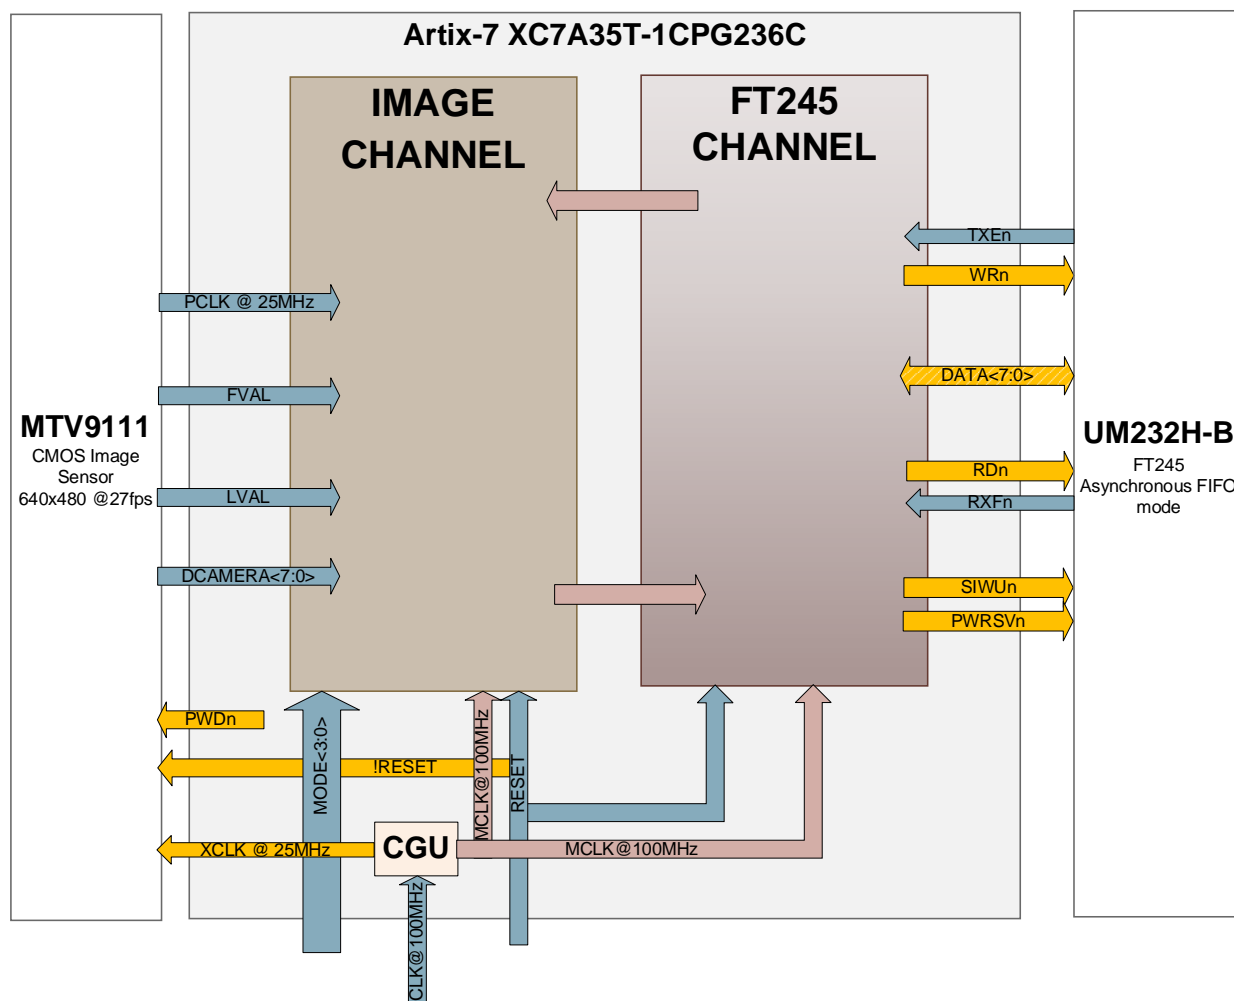 Artix-7 XC7A35T-1CPG236C
IMAGE
CHANNEL
FT245
CHANNEL
TXEn
WRn
PCLK @ 25MHz
DATA<7:0>
FVAL
MTV9111
CMOS Image
Sensor
640x480 @27fps
UM232H-B
FT245
Asynchronous FIFO
mode
RDn
LVAL
RXFn
DCAMERA<7:0>
SIWUn
PWRSVn
PWDn
MODE<3:0>
!RESET
MCLK@100MHz
RESET
XCLK @ 25MHz
CGU
MCLK@100MHz
CLK@100MHz